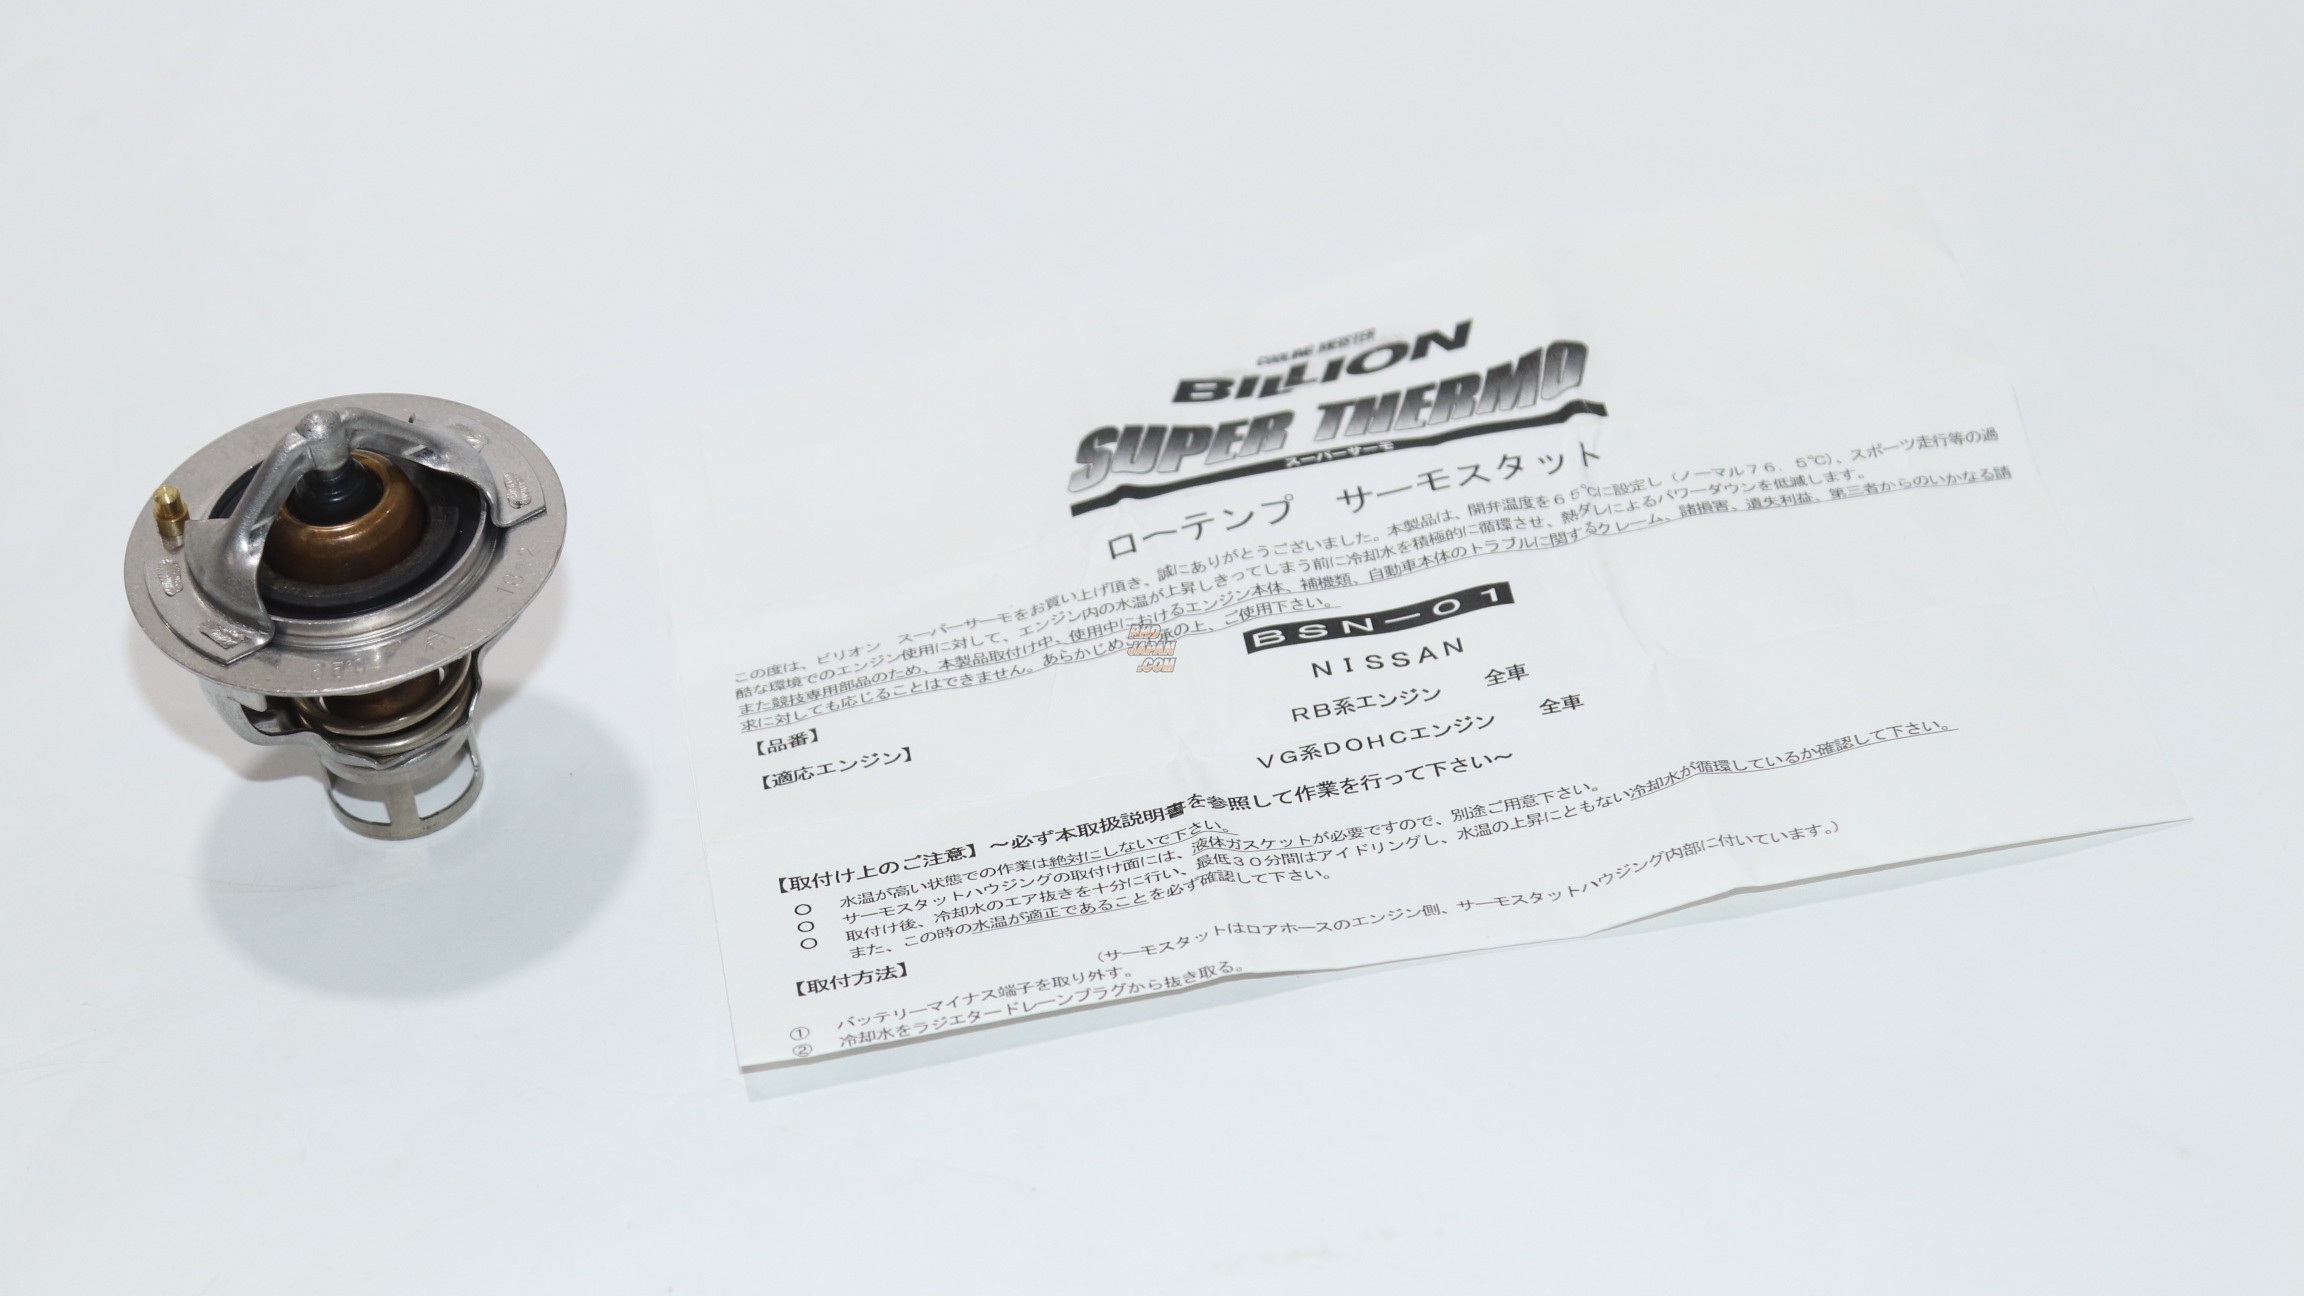 COOLING MEISTER
BILLION
SUPER THERMO
スーパーサーモ
ローテンプ サーモスタット
この度は、ビリオン スーパーサーモをお買い上げ頂き、誠にありがとうございました。本製品は、開弁温度を65℃に設定し(ノーマル76.5℃)、スポーツ走行等の過
酷な環境でのエンジン使用に対して、エンジン内の水温が上昇しきってしまう前に冷却水を積極的に循環させ、熱ダレによるパワーダウンを低減します。
また競技専用部品のため、本製品取付け中、使用中におけるエンジン本体、補機類、自動車本体のトラブルに関するクレーム、諸損害、遺失利益、第三者からのいかなる請
求に対しても応じることはできません。あらかじめ承の上、ご使用下さい。
【品番】 BSN-01
【適応エンジン】 NISSAN
RB系エンジン 全車
VG系DOHCエンジン 全車
【取付け上のご注意】～必ず本取扱説明書を参照して作業を行って下さい～
○ 水温が高い状態での作業は絶対にしないで下さい。
○ サーモスタットハウジングの取付け面には、液体ガスケットが必要ですので、別途ご用意下さい。
○ 取付け後、冷却水のエア抜きを十分に行い、最低30分間はアイドリングし、水温の上昇にともない冷却水が循環しているか確認して下さい。
また、この時の水温が適正であることを必ず確認して下さい。
【取付方法】 (サーモスタットはロアホースのエンジン側、サーモスタットハウジング内部に付いています。)
① バッテリーマイナス端子を取り外す。
② 冷却水をラジエタードレーンプラグから抜き取る。
RHD
JAPAN
.COM